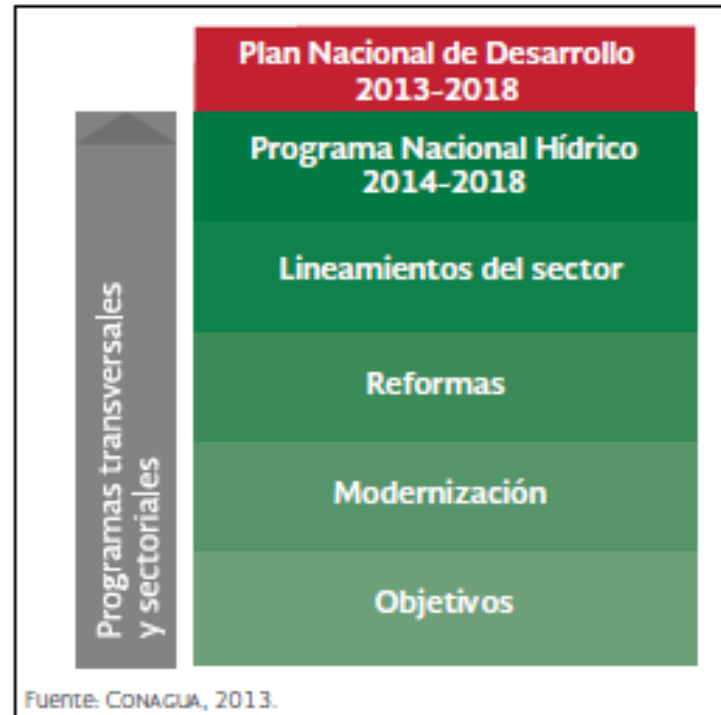 Plan Nacional de Desarrollo
2013-2018
Programa Nacional Hídrico
2014-2018
Lineamientos del sector
Reformas
Modernización
Objetivos
Programas transversales
y sectoriales
Fuente: CONAGUA, 2013.